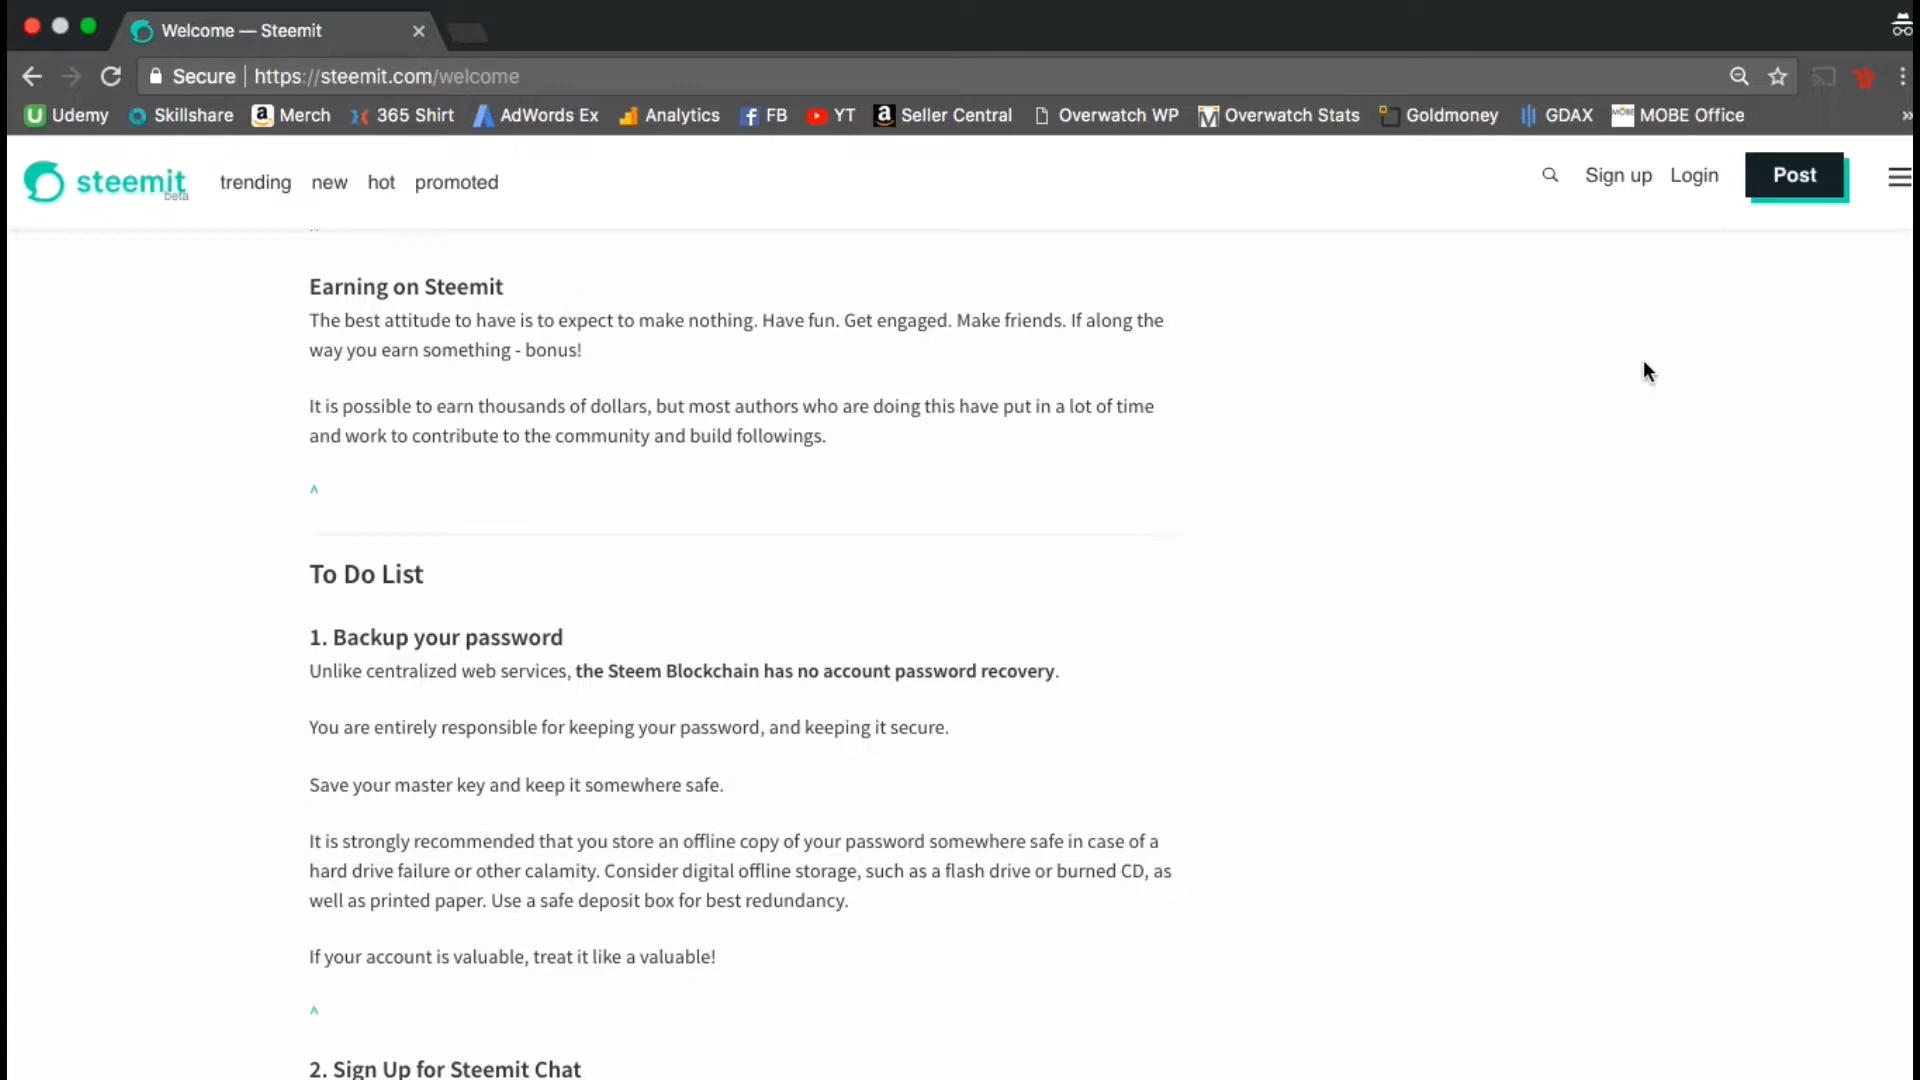 Welcome — Steemit
Secure https://steemit.com/welcome
Udemy Skillshare Merch 365 Shirt AdWords Ex Analytics FB YT Seller Central Overwatch WP Overwatch Stats Goldmoney GDAX MOBE Office »
steemit beta trending new hot promoted Sign up Login Post
Earning on Steemit
The best attitude to have is to expect to make nothing. Have fun. Get engaged. Make friends. If along the
way you earn something - bonus!
It is possible to earn thousands of dollars, but most authors who are doing this have put in a lot of time
and work to contribute to the community and build followings.
^
To Do List
1. Backup your password
Unlike centralized web services, the Steem Blockchain has no account password recovery.
You are entirely responsible for keeping your password, and keeping it secure.
Save your master key and keep it somewhere safe.
It is strongly recommended that you store an offline copy of your password somewhere safe in case of a
hard drive failure or other calamity. Consider digital offline storage, such as a flash drive or burned CD, as
well as printed paper. Use a safe deposit box for best redundancy.
If your account is valuable, treat it like a valuable!
^
2. Sign Up for Steemit Chat